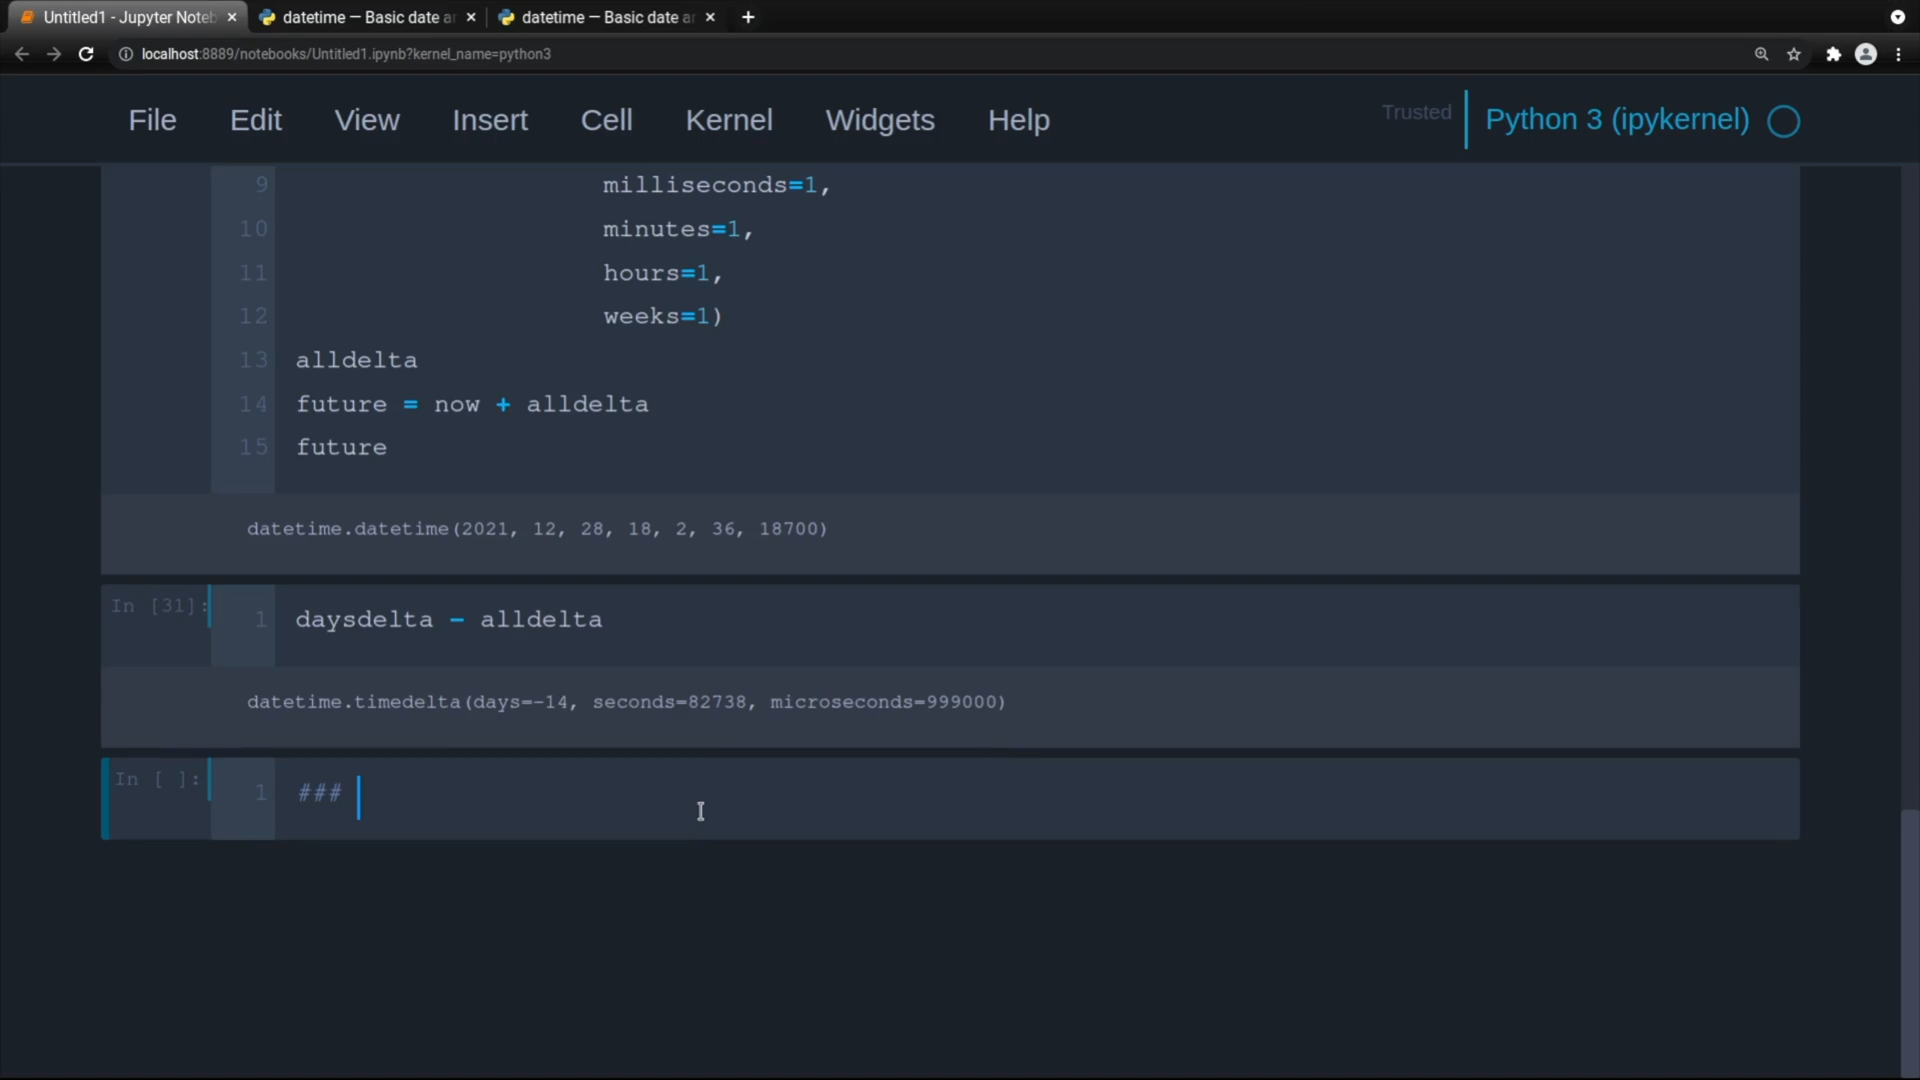 Untitled1 - Jupyter Noteb
datetime — Basic date a
datetime — Basic date a
localhost:8889/notebooks/Untitled1.ipynb?kernel_name=python3
File Edit View Insert Cell Kernel Widgets Help Trusted Python 3 (ipykernel)
9 milliseconds=1,
10 minutes=1,
11 hours=1,
12 weeks=1)
13 alldelta
14 future = now + alldelta
15 future
datetime.datetime(2021, 12, 28, 18, 2, 36, 18700)
In [31]: 1 daysdelta - alldelta
datetime.timedelta(days=-14, seconds=82738, microseconds=999000)
In [ ]: 1 ###